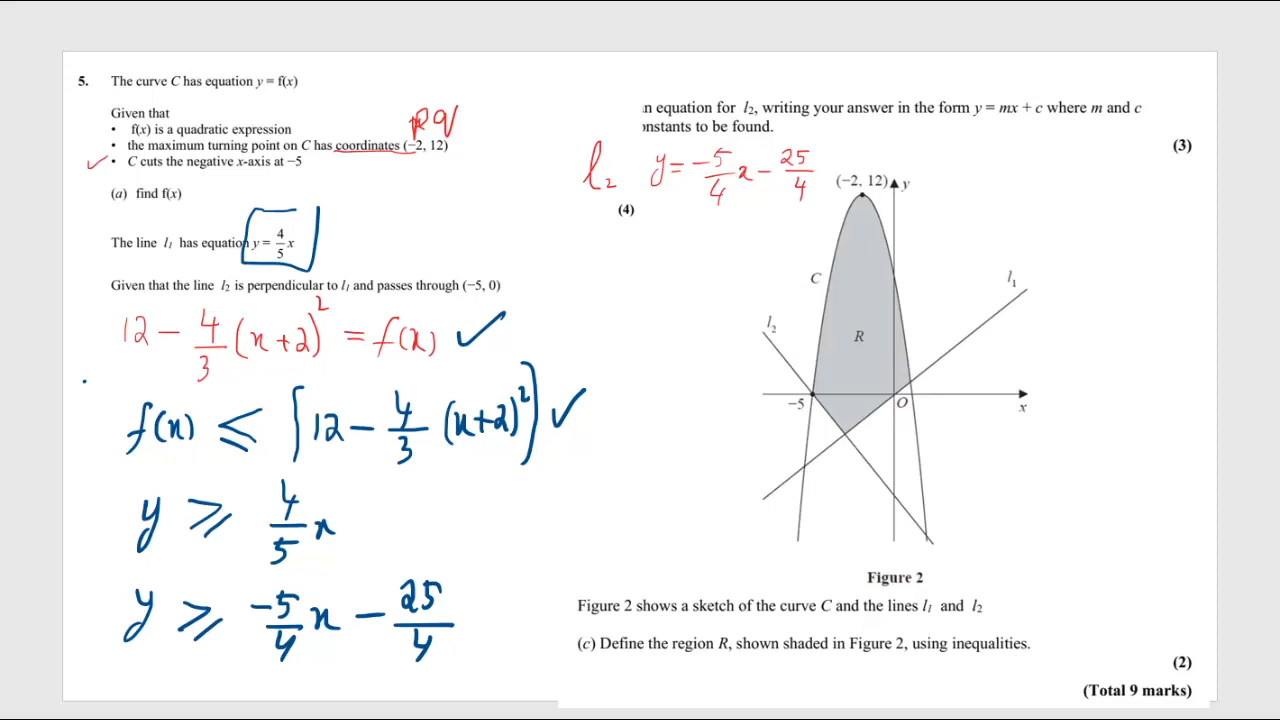 5. The curve C has equation y = f(x)
Given that
• f(x) is a quadratic expression
• the maximum turning point on C has coordinates (−2, 12)
• C cuts the negative x-axis at −5
(a) find f(x)
(4)
The line l₁ has equation y = 4/5 x
Given that the line l₂ is perpendicular to l₁ and passes through (−5, 0)
12 − 4/3 (x+2)² = f(x) ✓
f(x) ⩽ [12 − 4/3 (x+2)²] ✓
y ⩾ 4/5 x
y ⩾ −5/4 x − 25/4
n equation for l₂, writing your answer in the form y = mx + c where m and c
onstants to be found.
(3)
l₂ y = −5/4 x − 25/4
(−2, 12) y
C
l₁
l₂
R
−5 O x
Figure 2
Figure 2 shows a sketch of the curve C and the lines l₁ and l₂
(c) Define the region R, shown shaded in Figure 2, using inequalities.
(2)
(Total 9 marks)